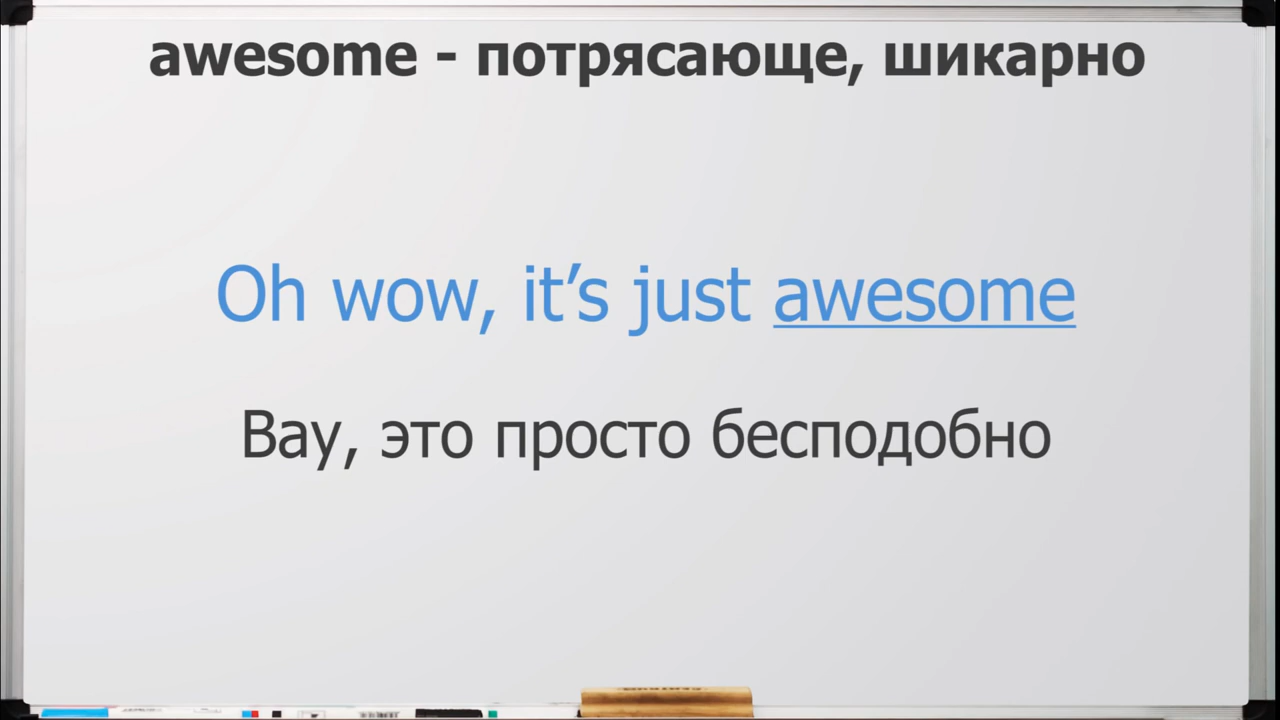 awesome - потрясающе, шикарно
Oh wow, it’s just awesome
Вау, это просто бесподобно